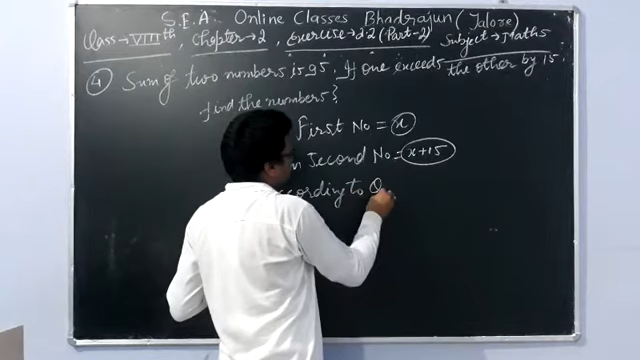 S.E.A Online Classes Bhadrajun (Jalore)
Class→VIIIth, Chapter→2, Exercise→2.2 (Part-2) Subject→Maths
4 Sum of two numbers is 95. If one exceeds the other by 15.
find the numbers?
First No = x
Second No = x+15
According to Q